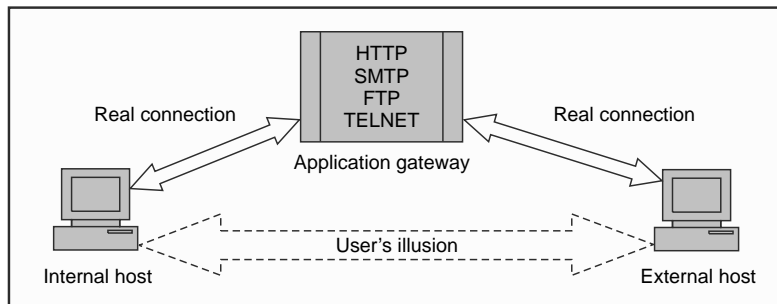 HTTP
SMTP
FTP
TELNET
Real connection
Real connection
Application gateway
User's illusion
Internal host
External host